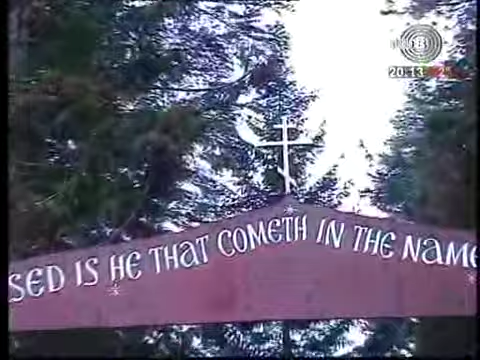 20:13
SED IS HE THAT COMETH IN THE NAME